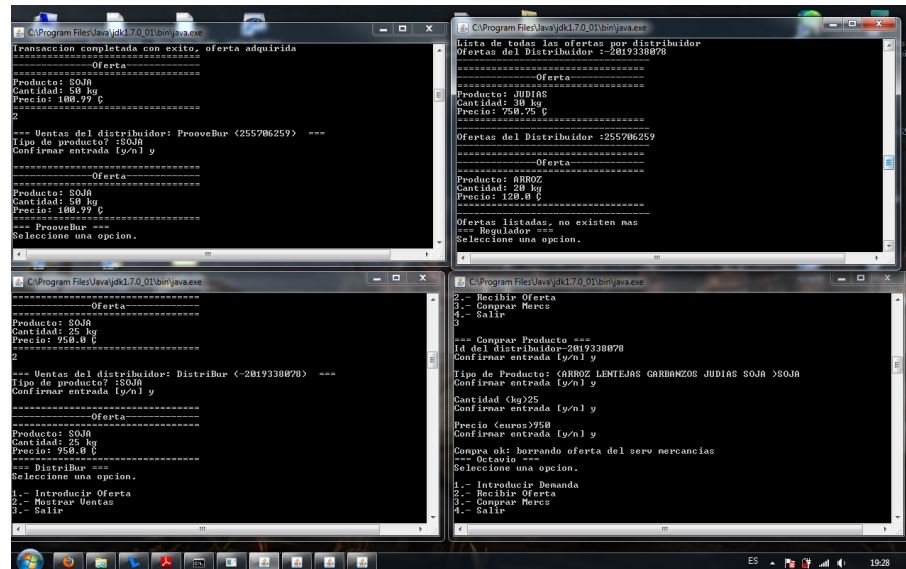 C:\Program Files\Java\jdk1.7.0_01\bin\java.exe
Transaccion completada con exito, oferta adquirida
================================
--------------Oferta-------------
================================
Producto: SOJA
Cantidad: 50 kg
Precio: 100.99 Ç
================================
2
=== Ventas del distribuidor: ProoveBur (255706259) ===
Tipo de producto? :SOJA
Confirmar entrada [y/n] y
================================
--------------Oferta-------------
================================
Producto: SOJA
Cantidad: 50 kg
Precio: 100.99 Ç
================================
=== ProoveBur ===
Seleccione una opcion.
C:\Program Files\Java\jdk1.7.0_01\bin\java.exe
Lista de todas las ofertas por distribuidor
Ofertas del Distribuidor :-2019338078
---------------------------------
================================
--------------Oferta-------------
================================
Producto: JUDIAS
Cantidad: 30 kg
Precio: 750.75 Ç
================================
---------------------------------
Ofertas del Distribuidor :255706259
---------------------------------
================================
--------------Oferta-------------
================================
Producto: ARROZ
Cantidad: 20 kg
Precio: 120.0 Ç
================================
---------------------------------
Ofertas listadas, no existen mas
=== Regulador ===
Seleccione una opcion.
C:\Program Files\Java\jdk1.7.0_01\bin\java.exe
================================
--------------Oferta-------------
================================
Producto: SOJA
Cantidad: 25 kg
Precio: 950.0 Ç
================================
2
=== Ventas del distribuidor: DistriBur (-2019338078) ===
Tipo de producto? :SOJA
Confirmar entrada [y/n] y
================================
--------------Oferta-------------
================================
Producto: SOJA
Cantidad: 25 kg
Precio: 950.0 Ç
================================
=== DistriBur ===
Seleccione una opcion.
1.- Introducir Oferta
2.- Mostrar Ventas
3.- Salir
C:\Program Files\Java\jdk1.7.0_01\bin\java.exe
2.- Recibir Oferta
3.- Comprar Mercs
4.- Salir
3
=== Comprar Producto ===
Id del distribuidor-2019338078
Confirmar entrada [y/n] y
Tipo de Producto: (ARROZ LENTEJAS GARBANZOS JUDIAS SOJA )SOJA
Confirmar entrada [y/n] y
Cantidad (kg)25
Confirmar entrada [y/n] y
Precio (euros)950
Confirmar entrada [y/n] y
Compra ok: borrando oferta del serv mercancias
=== Octavio ===
Seleccione una opcion.
1.- Introducir Demanda
2.- Recibir Oferta
3.- Comprar Mercs
4.- Salir
ES
19:28